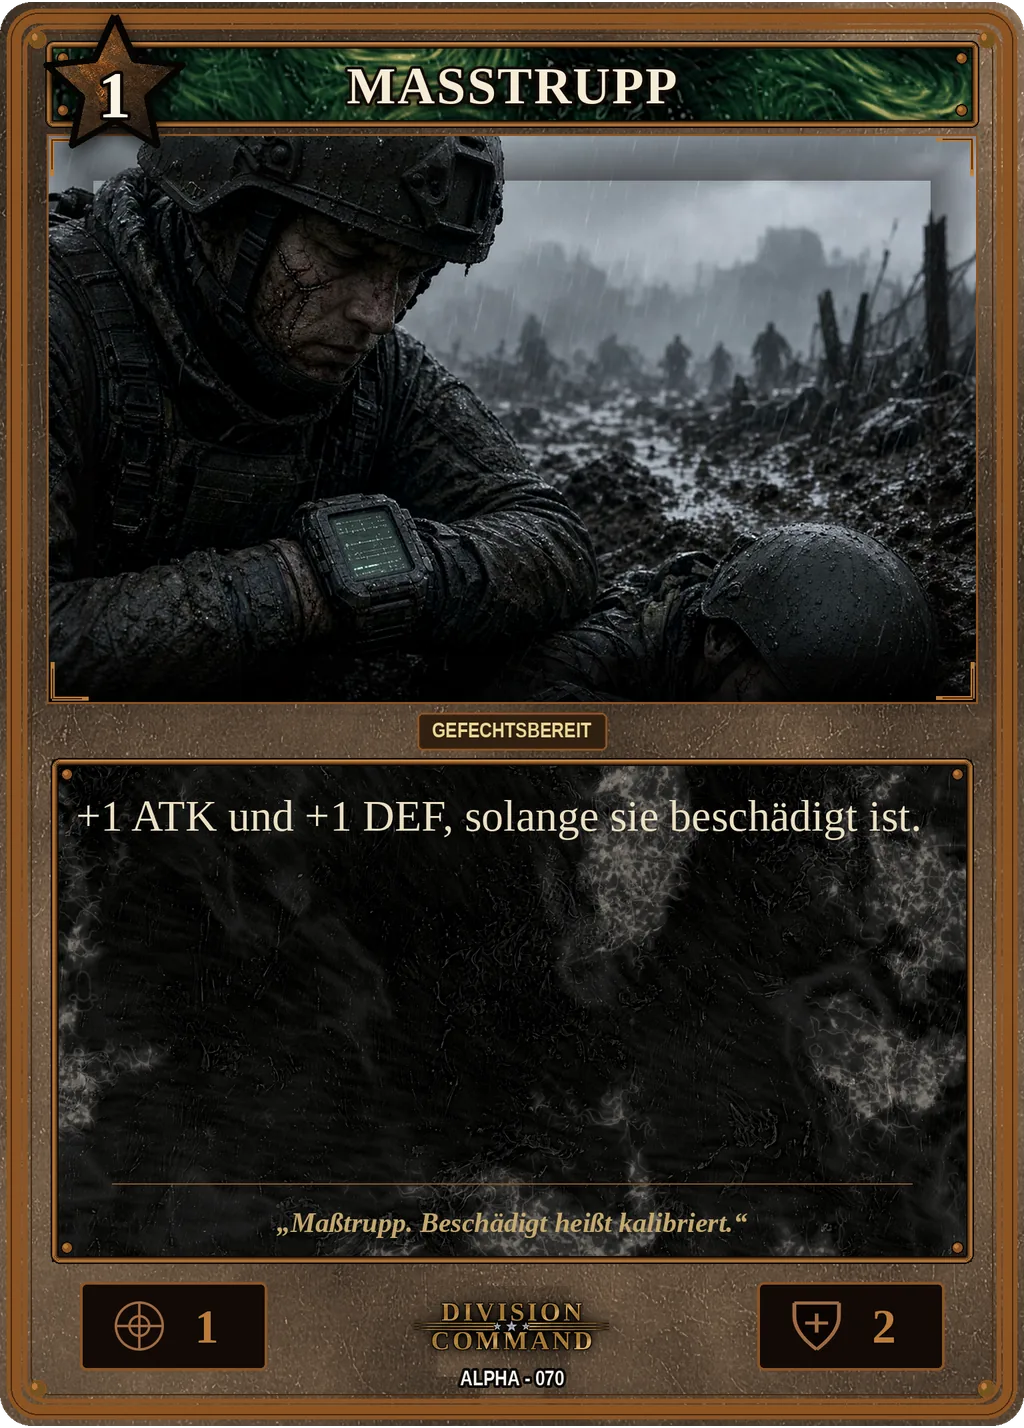 1
MASSTRUPP
GEFECHTSBEREIT
+1 ATK und +1 DEF, solange sie beschädigt ist.
„Maßtrupp. Beschädigt heißt kalibriert.“
1
DIVISION
COMMAND
2
ALPHA - 070